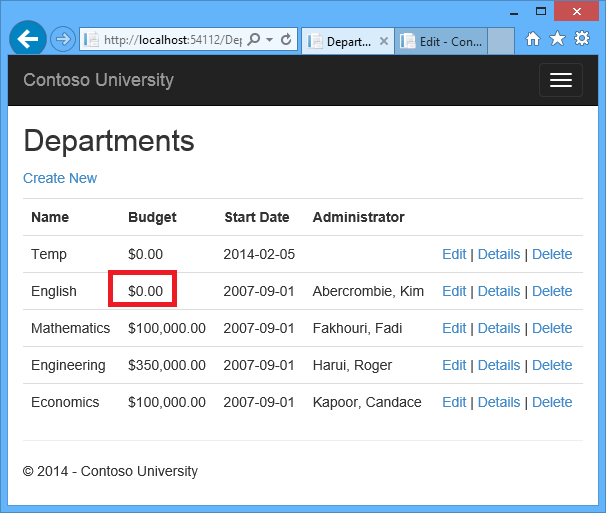 http://localhost:54112/De Depart... Edit - Con...
Contoso University
Departments
Create New
Name Budget Start Date Administrator
Temp $0.00 2014-02-05 Edit | Details | Delete
English $0.00 2007-09-01 Abercrombie, Kim Edit | Details | Delete
Mathematics $100,000.00 2007-09-01 Fakhouri, Fadi Edit | Details | Delete
Engineering $350,000.00 2007-09-01 Harui, Roger Edit | Details | Delete
Economics $100,000.00 2007-09-01 Kapoor, Candace Edit | Details | Delete
© 2014 - Contoso University